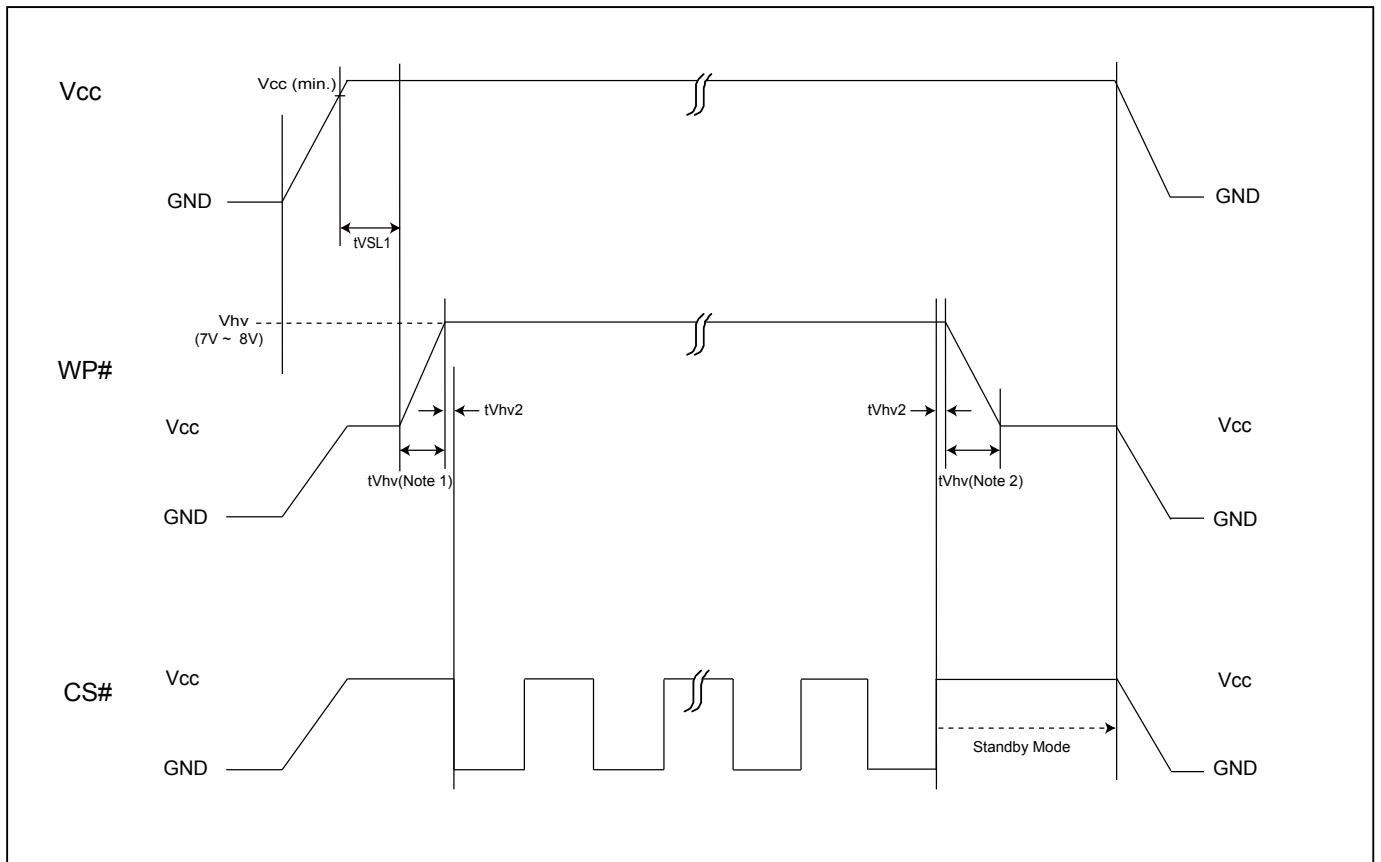 Vcc (min.)
Vcc
GND
GND
tVSL1
Vhv
(7V ~ 8V)
WP#
tVhv2
tVhv2
Vcc
Vcc
tVhv(Note 1)
tVhv(Note 2)
GND
GND
Vcc
Vcc
CS#
Standby Mode
GND
GND